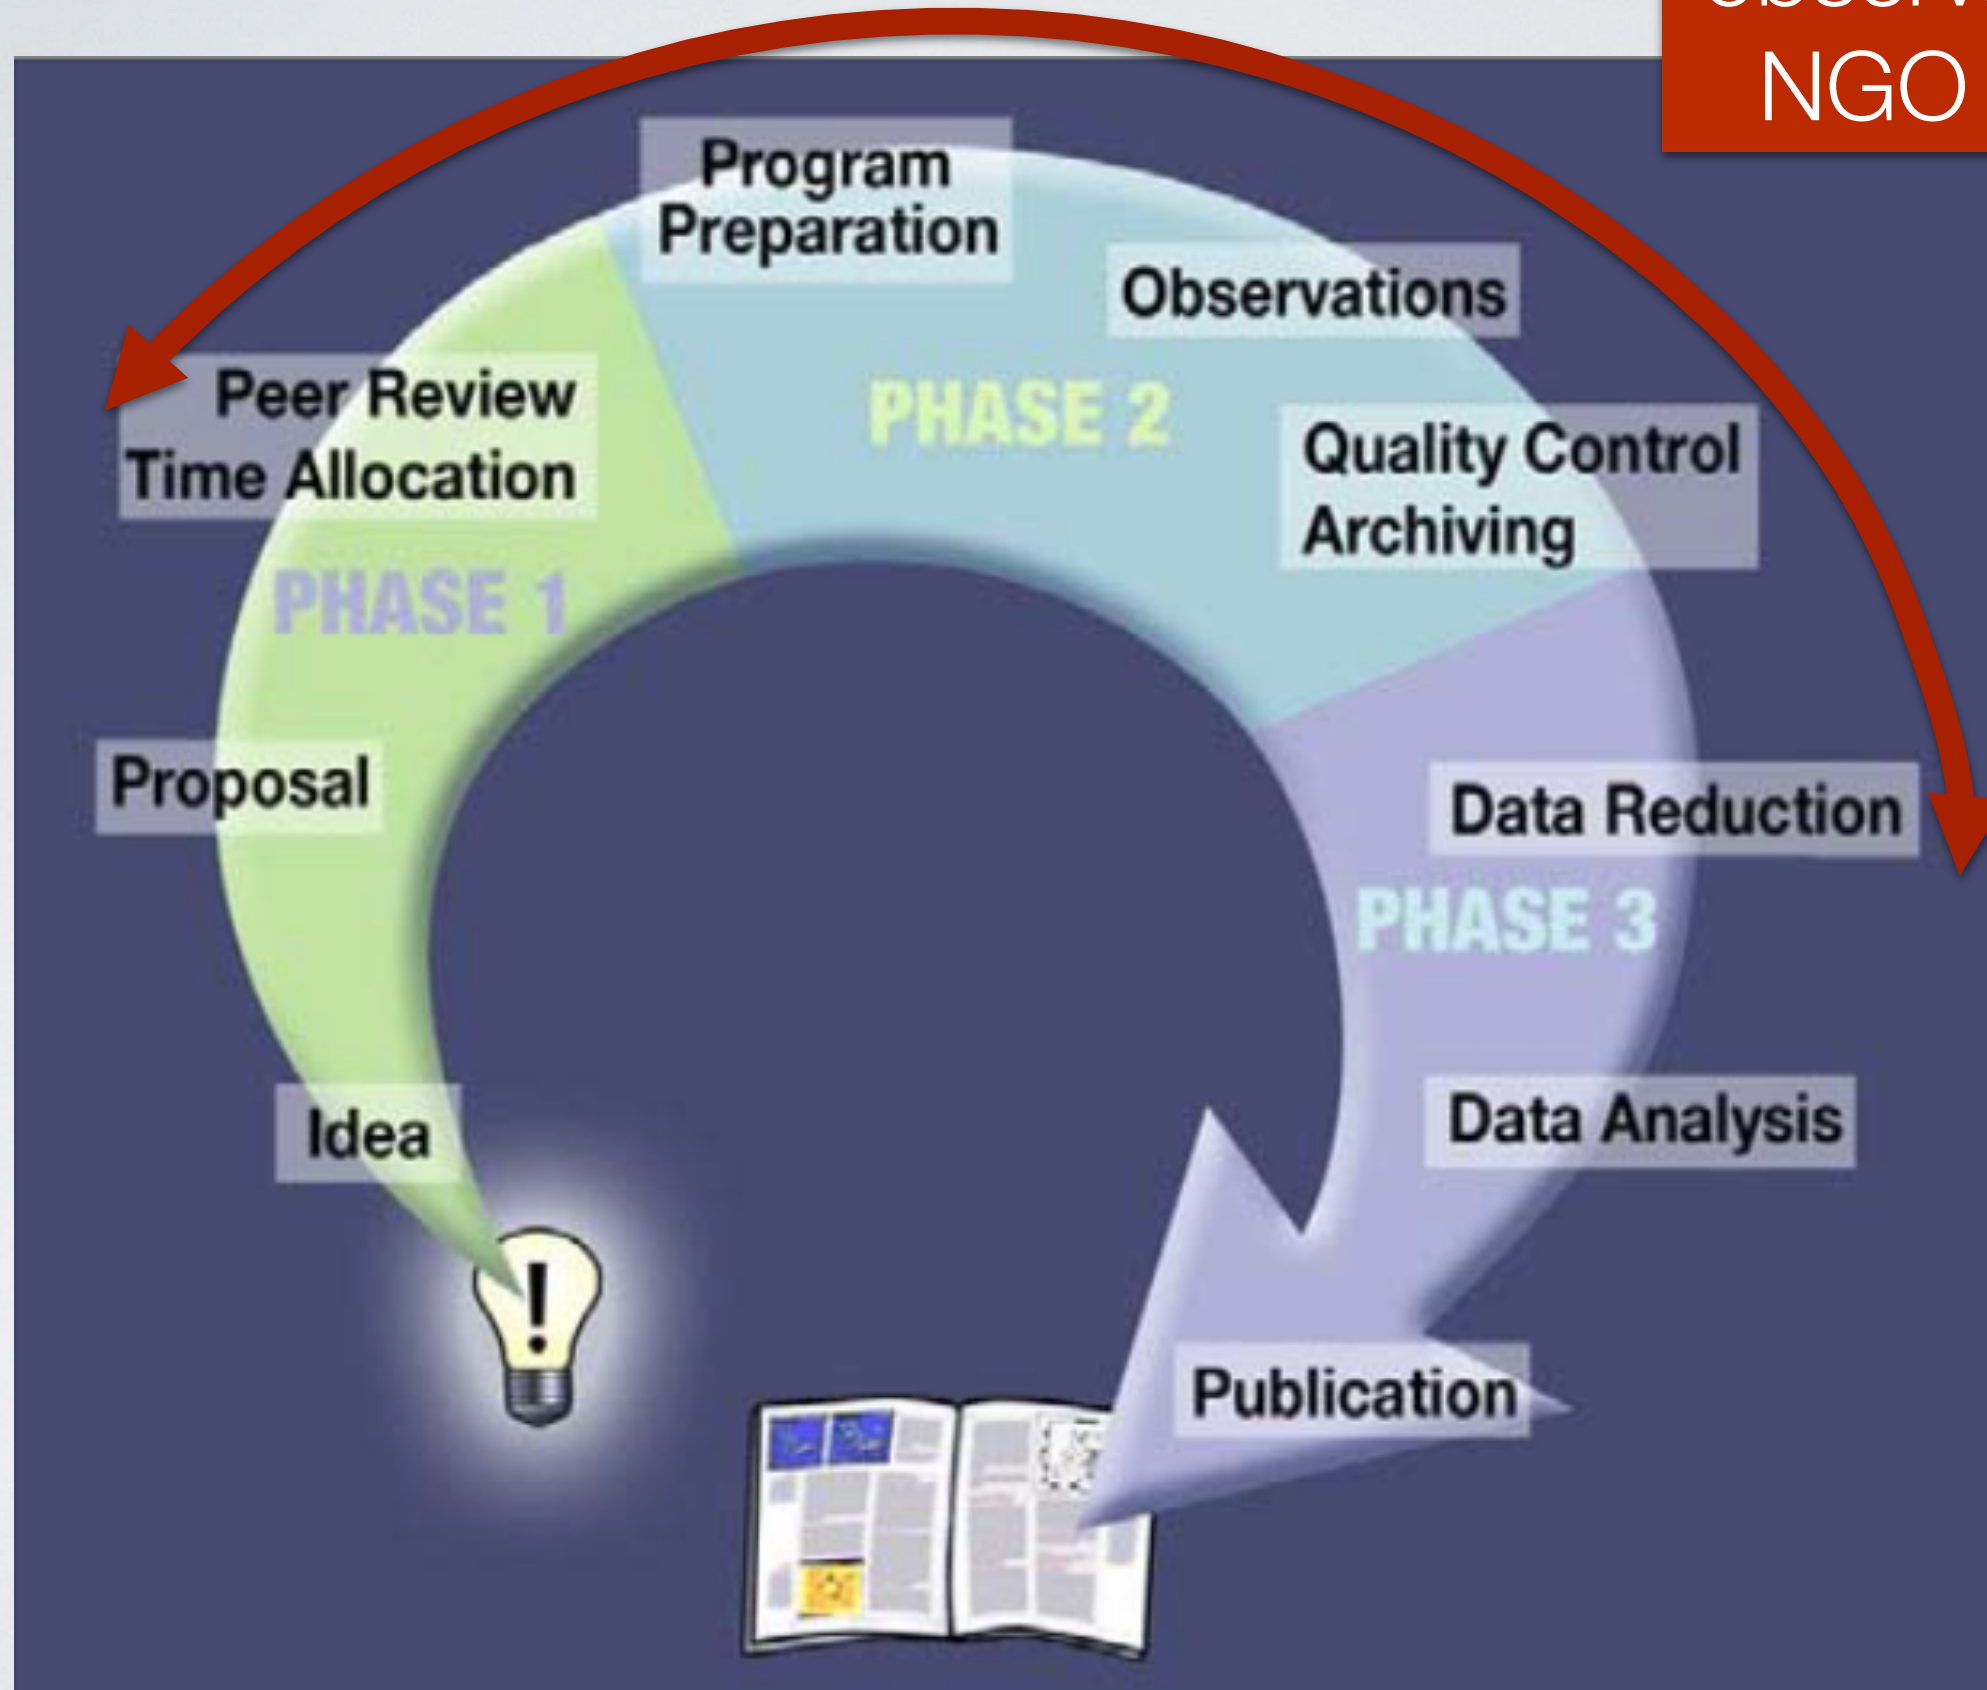 NGO
Program
Preparation
Observations
PHASE 2
Peer Review
Time Allocation
Quality Control
Archiving
PHASE 1
Proposal
Data Reduction
PHASE 3
Idea
Data Analysis
!
Publication